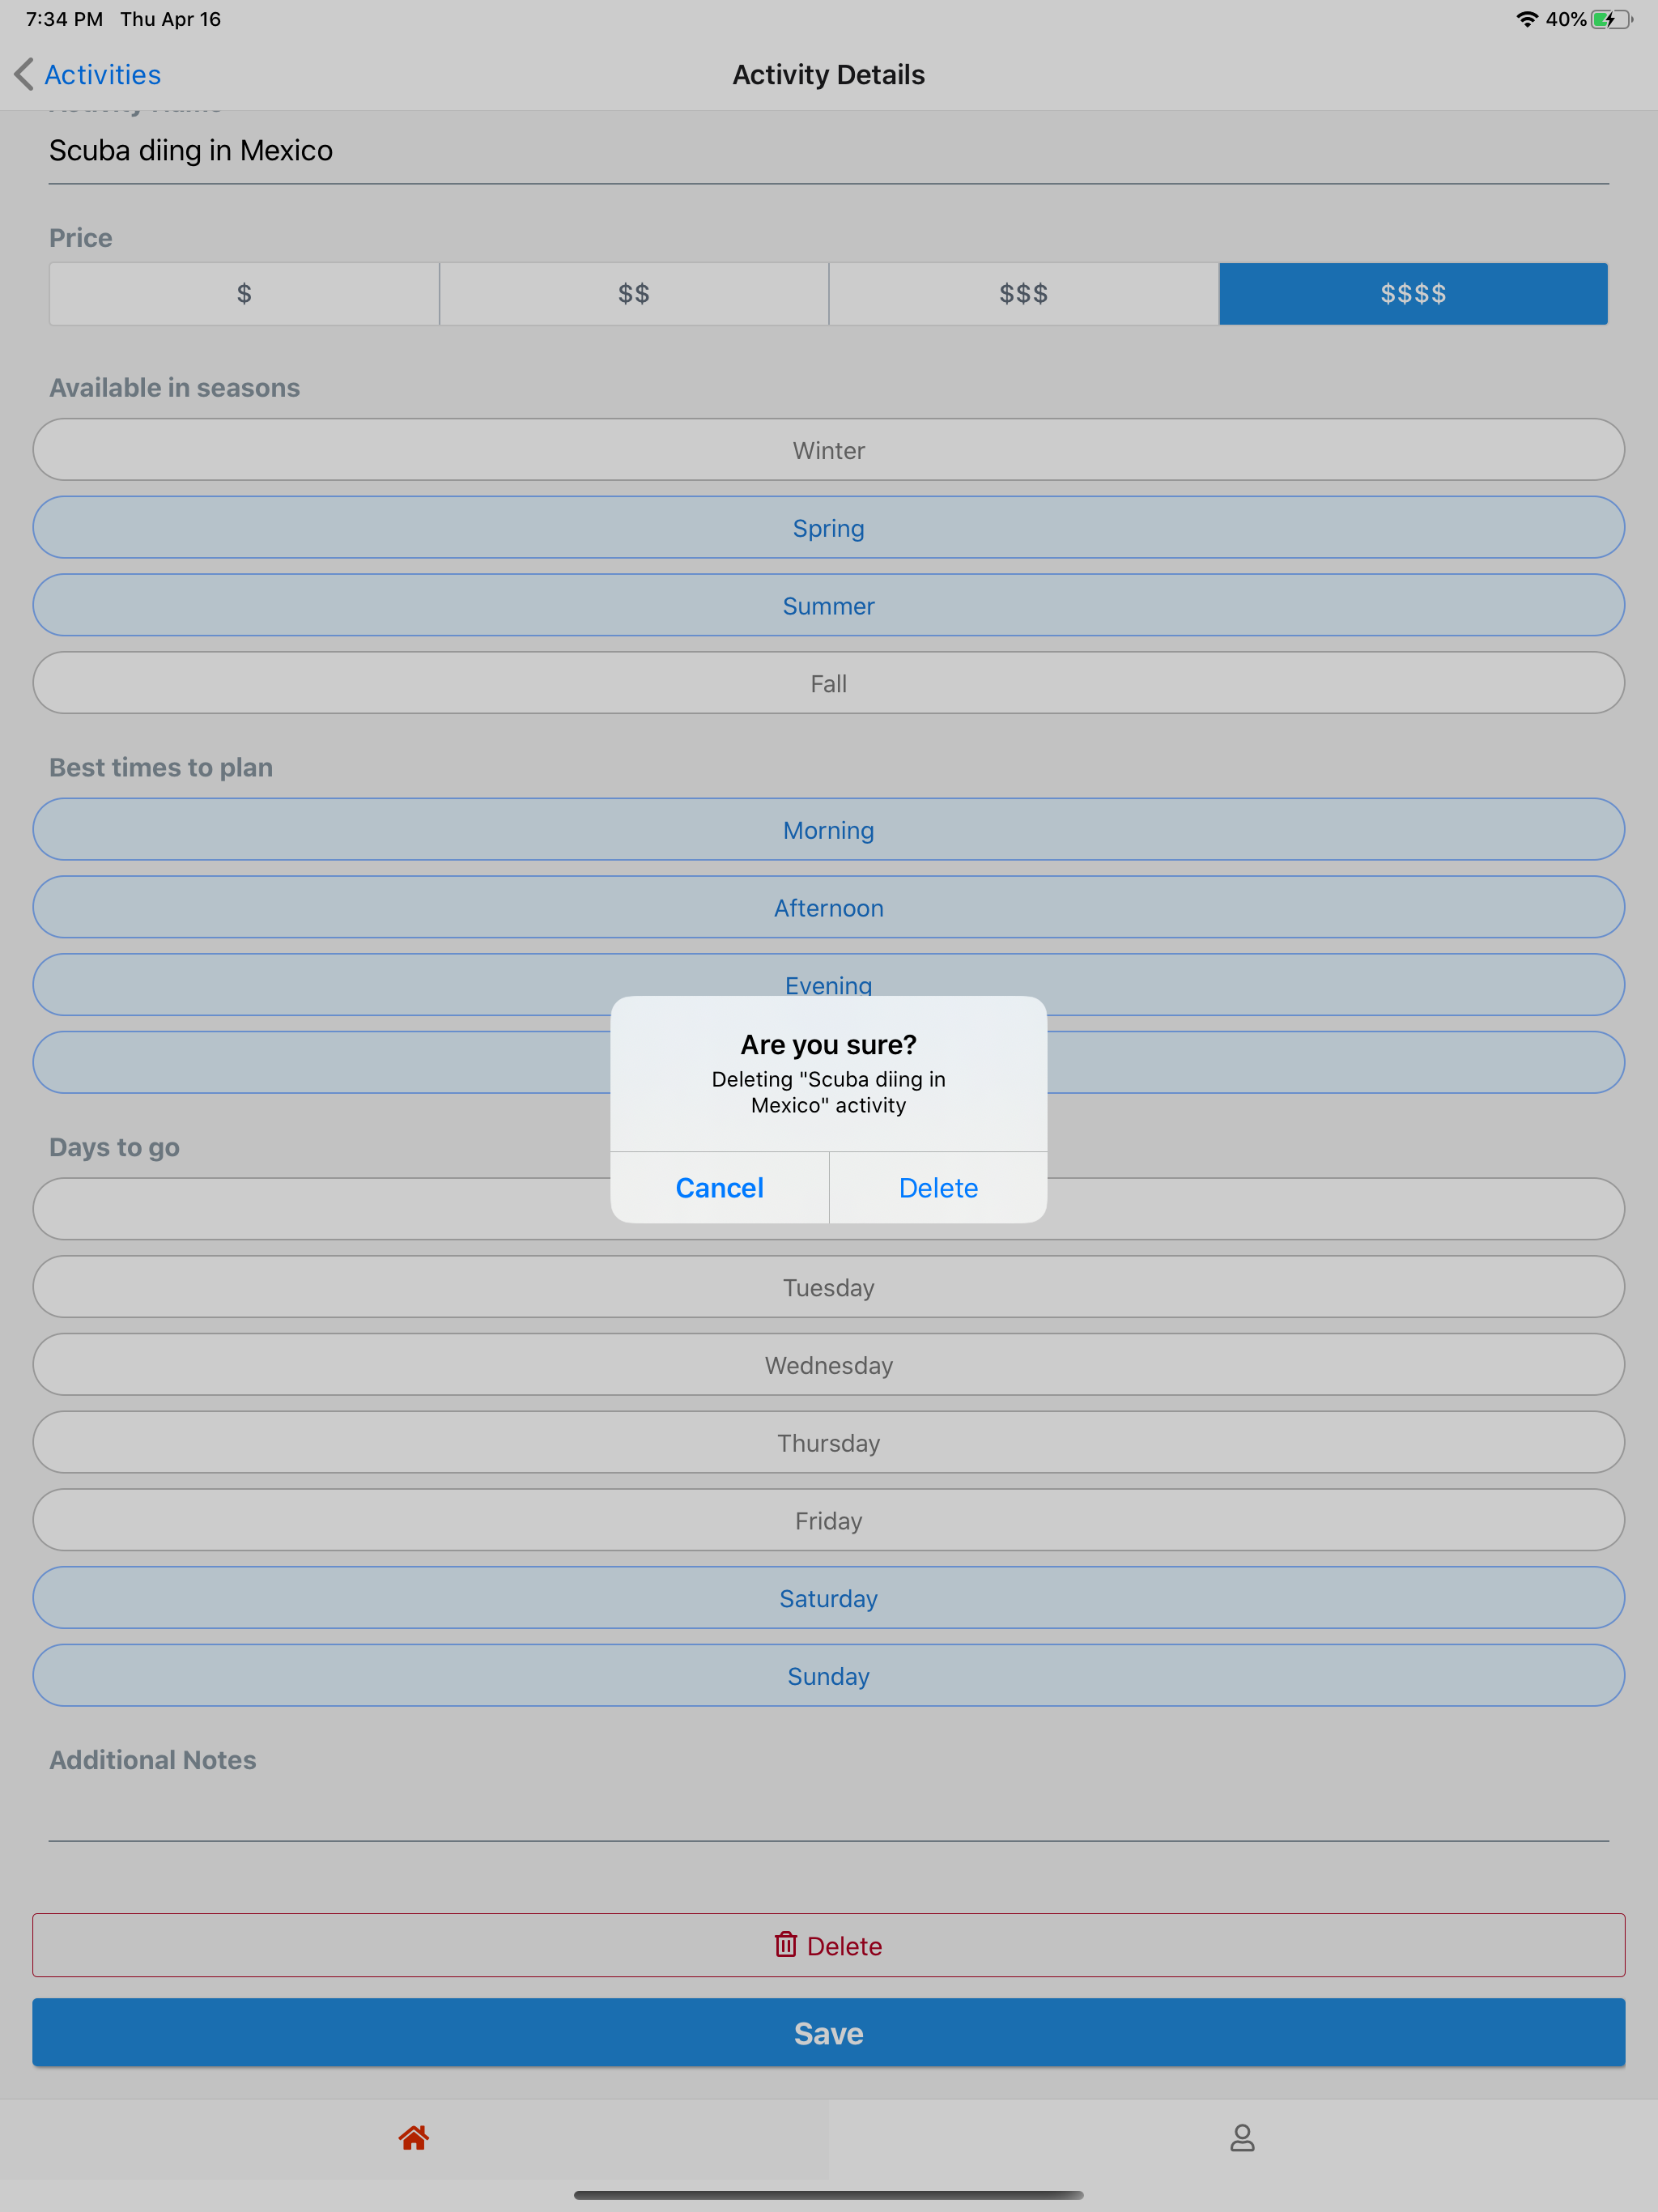 7:34 PM Thu Apr 16
40%
Activities
Activity Details
Scuba diing in Mexico
Price
$
$$
$$$
$$$$
Available in seasons
Winter
Spring
Summer
Fall
Best times to plan
Morning
Afternoon
Evening
Are you sure?
Deleting "Scuba diing in
Mexico" activity
Cancel
Delete
Days to go
Tuesday
Wednesday
Thursday
Friday
Saturday
Sunday
Additional Notes
Delete
Save